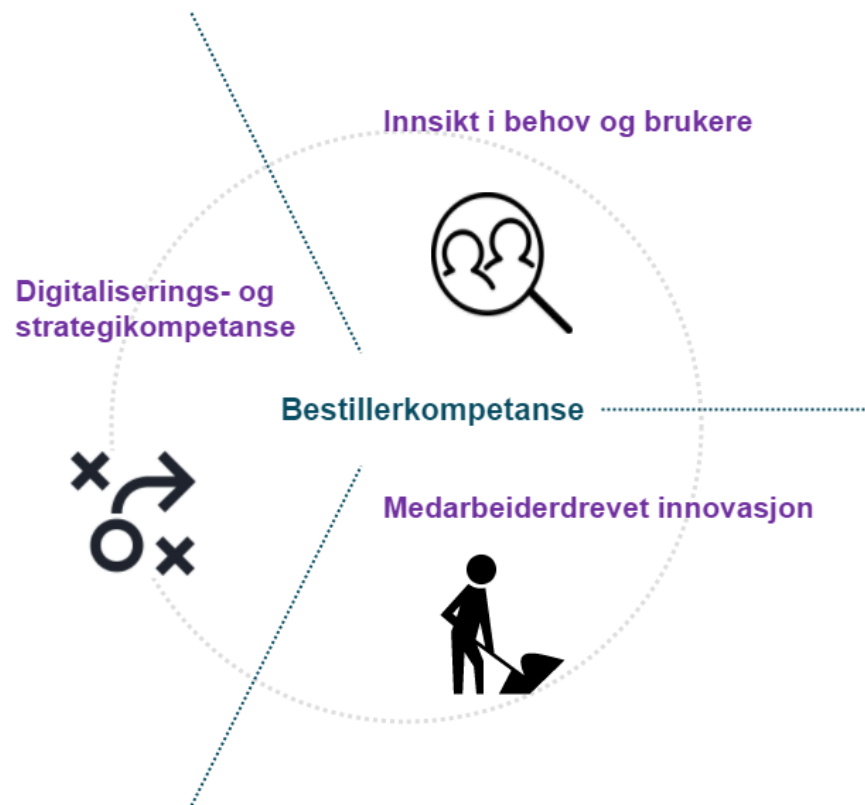 Innsikt i behov og brukere
Digitaliserings- og
strategikompetanse
Bestillerkompetanse
Medarbeiderdrevet innovasjon